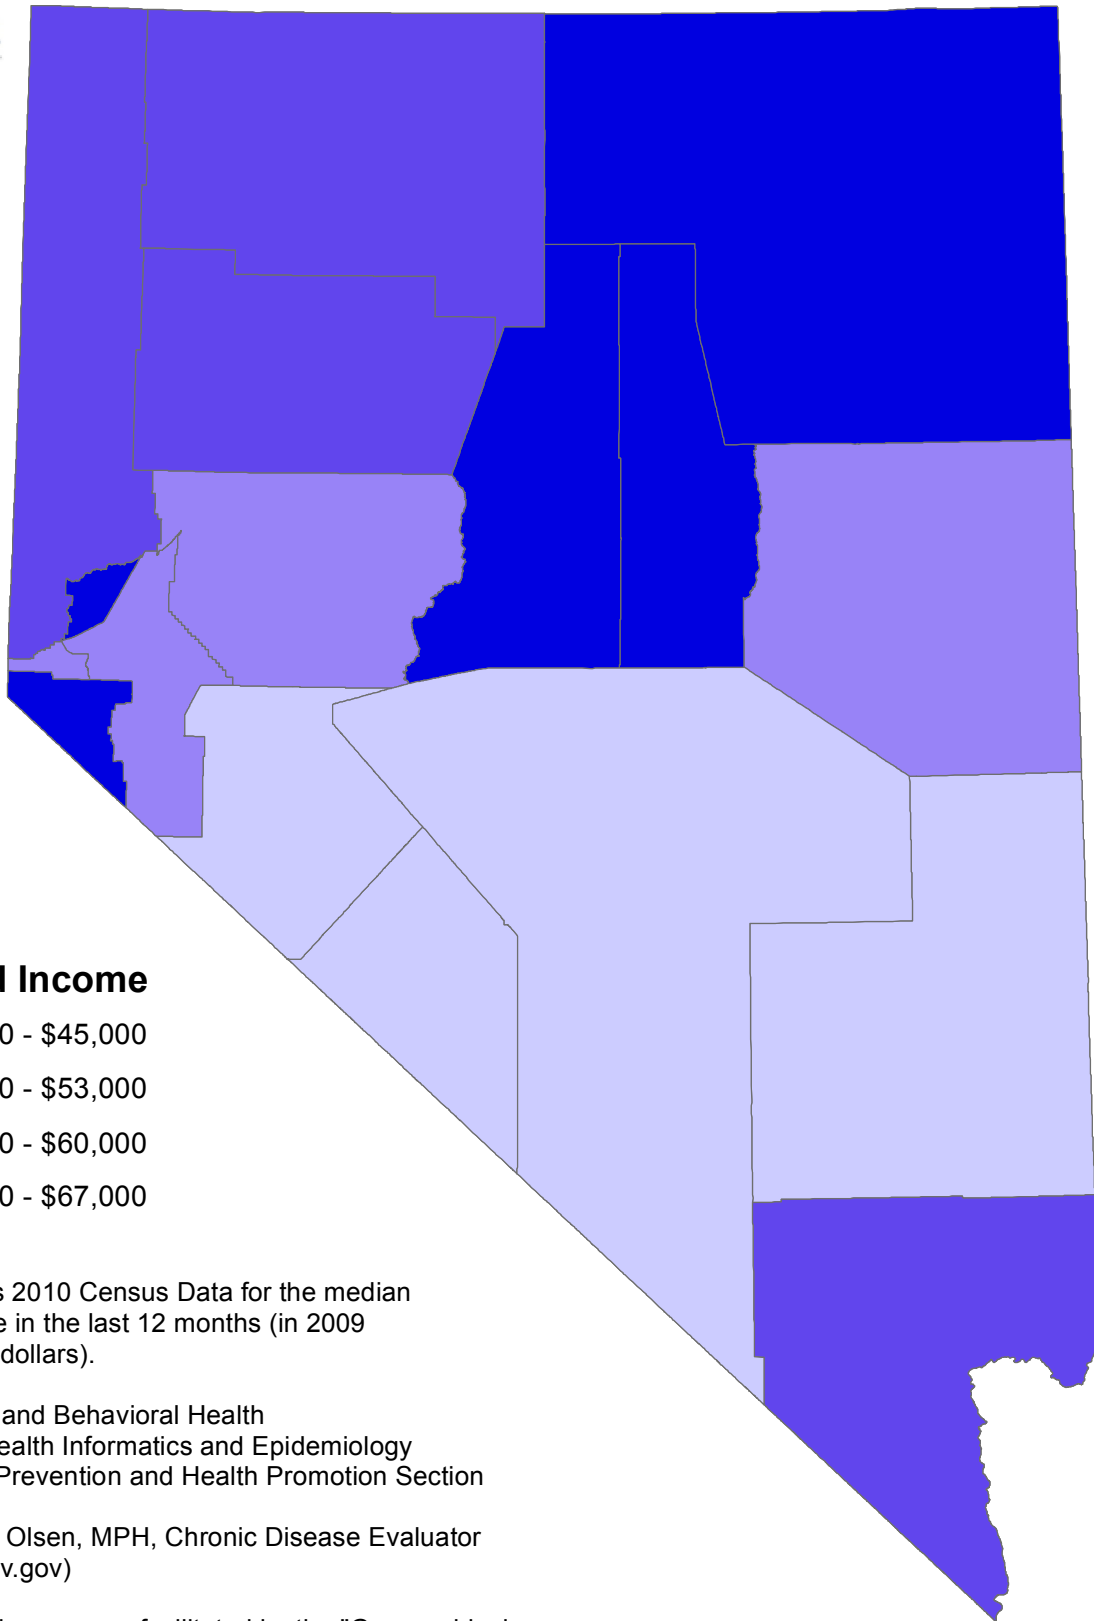 Income
0 - $45,000
0 - $53,000
0 - $60,000
0 - $67,000
s 2010 Census Data for the median
e in the last 12 months (in 2009
dollars).
and Behavioral Health
ealth Informatics and Epidemiology
Prevention and Health Promotion Section
Olsen, MPH, Chronic Disease Evaluator
v.gov)